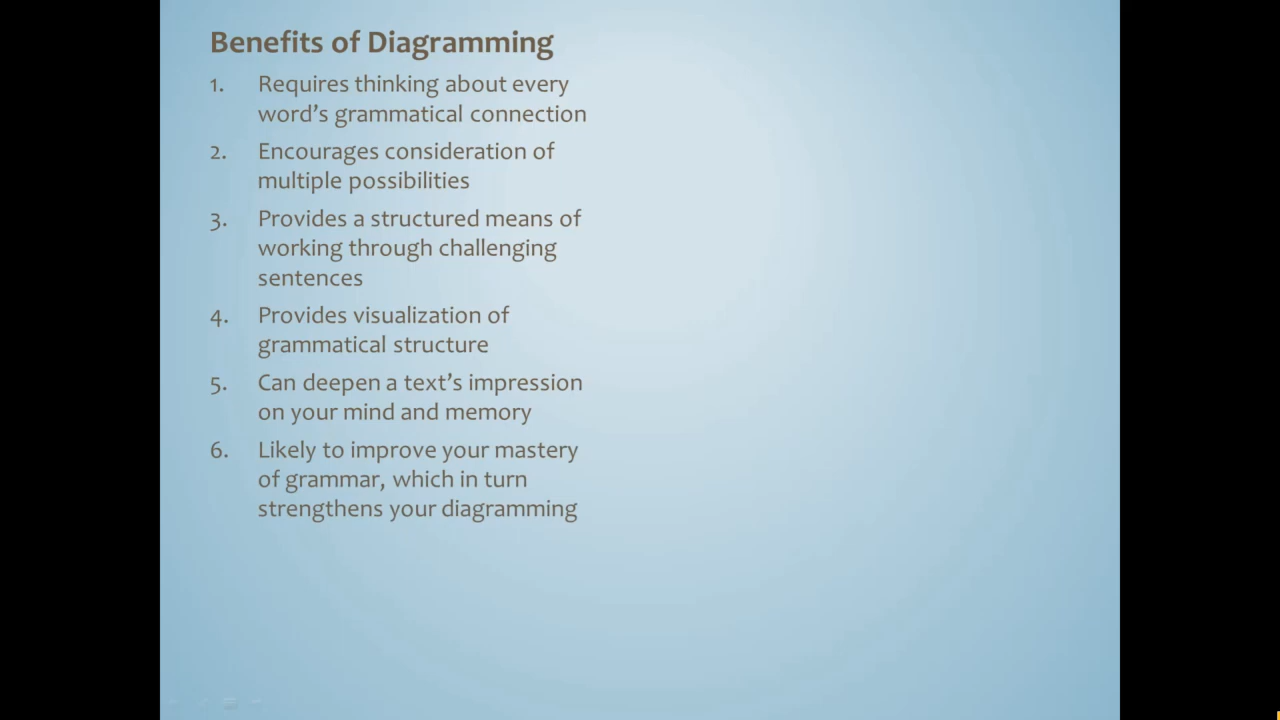 Benefits of Diagramming
1. Requires thinking about every
word’s grammatical connection
2. Encourages consideration of
multiple possibilities
3. Provides a structured means of
working through challenging
sentences
4. Provides visualization of
grammatical structure
5. Can deepen a text’s impression
on your mind and memory
6. Likely to improve your mastery
of grammar, which in turn
strengthens your diagramming